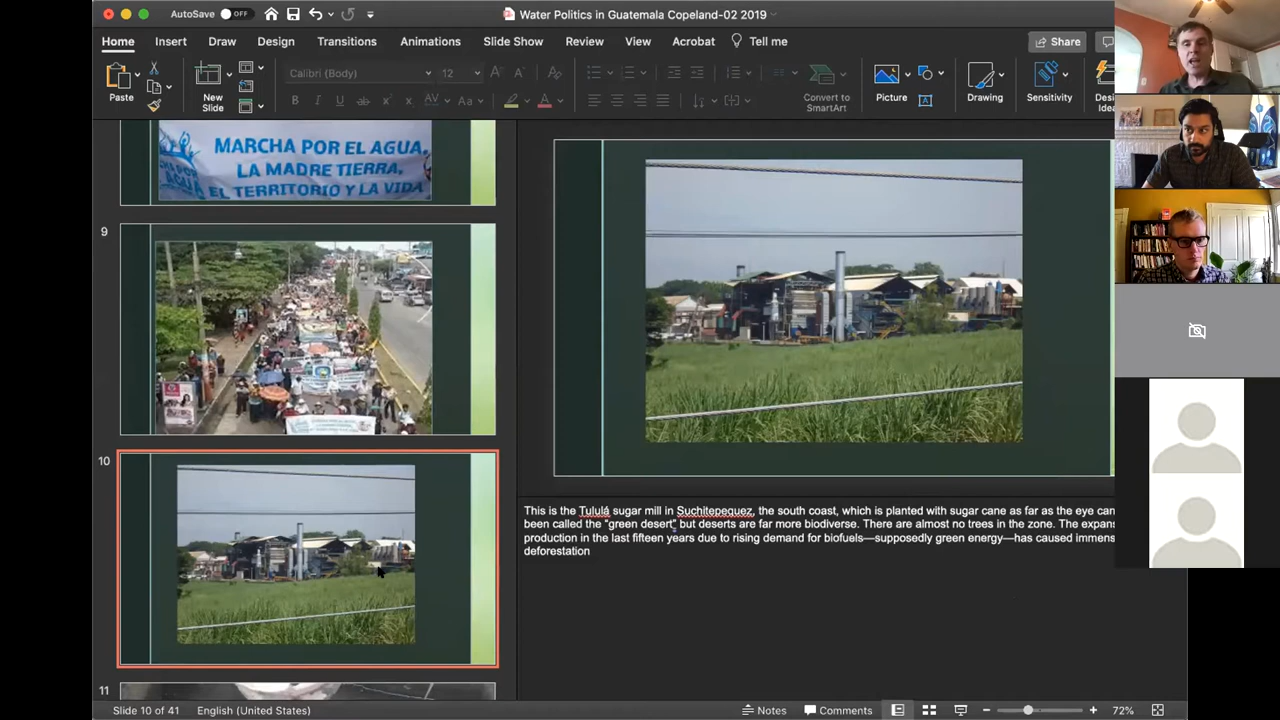 AutoSave OFF
Water Politics in Guatemala Copeland-02 2019
Home Insert Draw Design Transitions Animations Slide Show Review View Acrobat Tell me
Share
Calibri (Body) 12
Paste
New
Slide
B I U ab x x AV Aa A
Convert to
SmartArt
Picture
Drawing
Sensitivity
MARCHA POR EL AGUA,
LA MADRE TIERRA,
EL TERRITORIO Y LA VIDA
9
10
11
This is the Tululá sugar mill in Suchitepequez, the south coast, which is planted with sugar cane as far as the eye can
been called the “green desert”, but deserts are far more biodiverse. There are almost no trees in the zone. The
production in the last fifteen years due to rising demand for biofuels—supposedly green energy—has caused
deforestation
Slide 10 of 41 English (United States) Notes Comments 72%